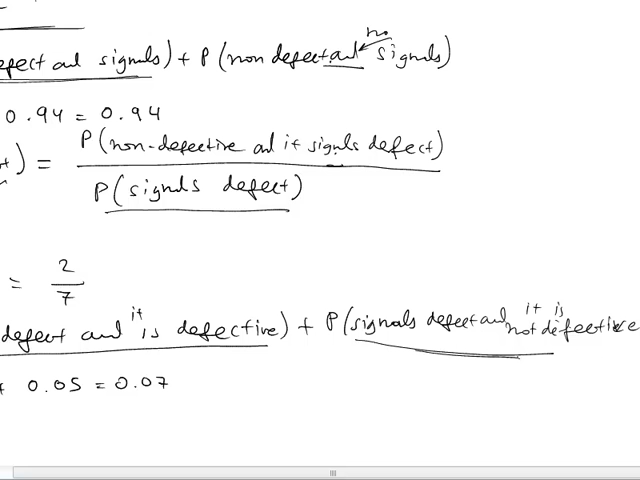 defect and signals) + P(non defect and no signals)
0.94 = 0.94
) = P(non-defective and it signals defect)
P(signals defect)
= 2
7
defect and it is defective) + P(signals defect and it is not defective
+ 0.05 = 0.07